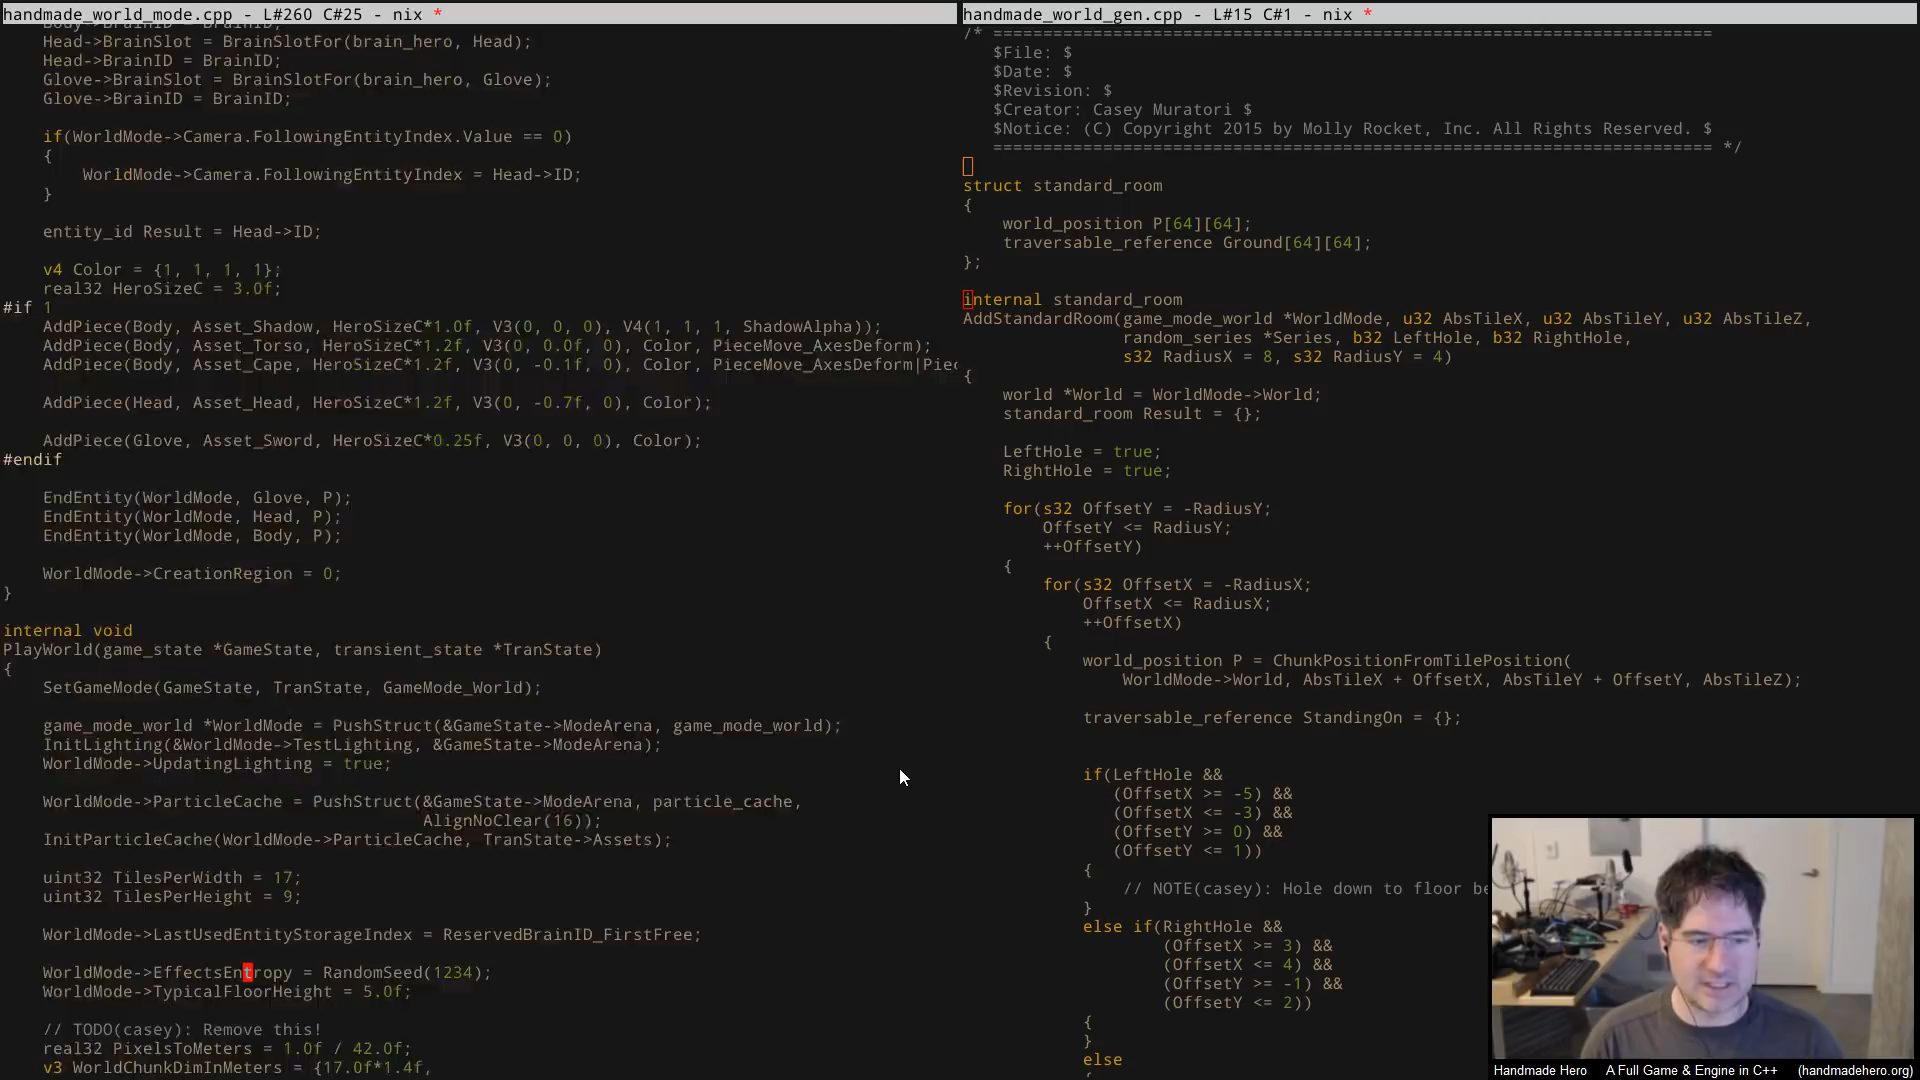 handmade_world_mode.cpp - L#260 C#25 - nix *
    Head->BrainSlot = BrainSlotFor(brain_hero, Head);
    Head->BrainID = BrainID;
    Glove->BrainSlot = BrainSlotFor(brain_hero, Glove);
    Glove->BrainID = BrainID;
    if(WorldMode->Camera.FollowingEntityIndex.Value == 0)
    {
        WorldMode->Camera.FollowingEntityIndex = Head->ID;
    }
    entity_id Result = Head->ID;
    v4 Color = {1, 1, 1, 1};
    real32 HeroSizeC = 3.0f;
#if 1
    AddPiece(Body, Asset_Shadow, HeroSizeC*1.0f, V3(0, 0, 0), V4(1, 1, 1, ShadowAlpha));
    AddPiece(Body, Asset_Torso, HeroSizeC*1.2f, V3(0, 0.0f, 0), Color, PieceMove_AxesDeform);
    AddPiece(Body, Asset_Cape, HeroSizeC*1.2f, V3(0, -0.1f, 0), Color, PieceMove_AxesDeform|Piec
    AddPiece(Head, Asset_Head, HeroSizeC*1.2f, V3(0, -0.7f, 0), Color);
    AddPiece(Glove, Asset_Sword, HeroSizeC*0.25f, V3(0, 0, 0), Color);
#endif
    EndEntity(WorldMode, Glove, P);
    EndEntity(WorldMode, Head, P);
    EndEntity(WorldMode, Body, P);
    WorldMode->CreationRegion = 0;
}
internal void
PlayWorld(game_state *GameState, transient_state *TranState)
{
    SetGameMode(GameState, TranState, GameMode_World);
    game_mode_world *WorldMode = PushStruct(&GameState->ModeArena, game_mode_world);
    InitLighting(&WorldMode->TestLighting, &GameState->ModeArena);
    WorldMode->UpdatingLighting = true;
    WorldMode->ParticleCache = PushStruct(&GameState->ModeArena, particle_cache,
                                          AlignNoClear(16));
    InitParticleCache(WorldMode->ParticleCache, TranState->Assets);
    uint32 TilesPerWidth = 17;
    uint32 TilesPerHeight = 9;
    WorldMode->LastUsedEntityStorageIndex = ReservedBrainID_FirstFree;
    WorldMode->EffectsEntropy = RandomSeed(1234);
    WorldMode->TypicalFloorHeight = 5.0f;
    // TODO(casey): Remove this!
    real32 PixelsToMeters = 1.0f / 42.0f;
    v3 WorldChunkDimInMeters = {17.0f*1.4f,
handmade_world_gen.cpp - L#15 C#1 - nix *
/* ========================================================================
   $File: $
   $Date: $
   $Revision: $
   $Creator: Casey Muratori $
   $Notice: (C) Copyright 2015 by Molly Rocket, Inc. All Rights Reserved. $
   ======================================================================== */
struct standard_room
{
    world_position P[64][64];
    traversable_reference Ground[64][64];
};
internal standard_room
AddStandardRoom(game_mode_world *WorldMode, u32 AbsTileX, u32 AbsTileY, u32 AbsTileZ,
                random_series *Series, b32 LeftHole, b32 RightHole,
                s32 RadiusX = 8, s32 RadiusY = 4)
{
    world *World = WorldMode->World;
    standard_room Result = {};
    LeftHole = true;
    RightHole = true;
    for(s32 OffsetY = -RadiusY;
        OffsetY <= RadiusY;
        ++OffsetY)
    {
        for(s32 OffsetX = -RadiusX;
            OffsetX <= RadiusX;
            ++OffsetX)
        {
            world_position P = ChunkPositionFromTilePosition(
                WorldMode->World, AbsTileX + OffsetX, AbsTileY + OffsetY, AbsTileZ);
            traversable_reference StandingOn = {};
            if(LeftHole &&
               (OffsetX >= -5) &&
               (OffsetX <= -3) &&
               (OffsetY >= 0) &&
               (OffsetY <= 1))
            {
                // NOTE(casey): Hole down to floor be
            }
            else if(RightHole &&
                    (OffsetX >= 3) &&
                    (OffsetX <= 4) &&
                    (OffsetY >= -1) &&
                    (OffsetY <= 2))
            {
            }
            else
Handmade Hero    A Full Game & Engine in C++    (handmadehero.org)